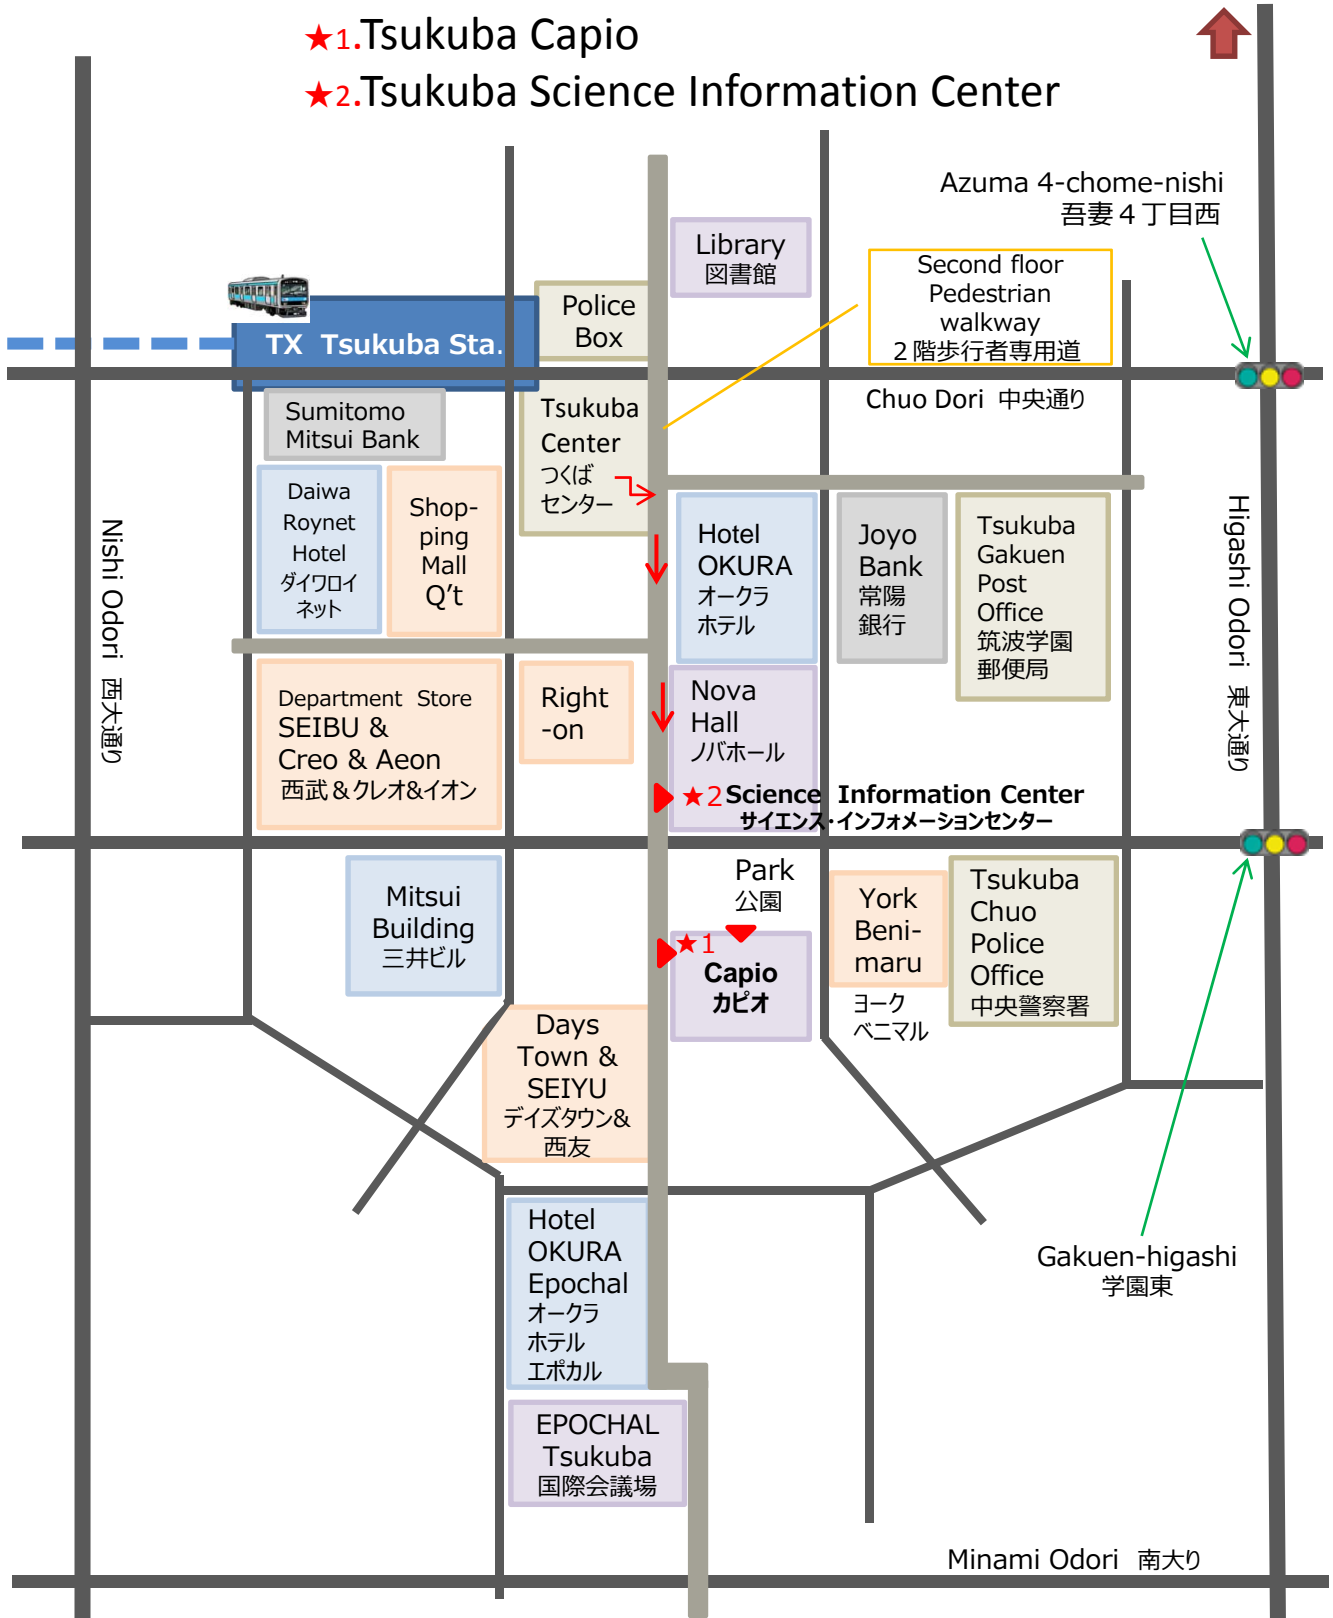 ★1.Tsukuba Capio
★2.Tsukuba Science Information Center
Azuma 4-chome-nishi
吾妻４丁目西
Library
図書館
Second floor
Pedestrian
walkway
２階歩行者専用道
Police
Box
TX Tsukuba Sta.
Chuo Dori 中央通り
Sumitomo
Mitsui Bank
Tsukuba
Center
つくば
センター
Daiwa
Roynet
Hotel
ダイワロイ
ネット
Shop-
ping
Mall
Q't
Hotel
OKURA
オークラ
ホテル
Joyo
Bank
常陽
銀行
Tsukuba
Gakuen
Post
Office
筑波学園
郵便局
Nishi Odori 西大通り
Higashi Odori 東大通り
Department Store
SEIBU &
Creo & Aeon
西武＆クレオ&イオン
Right
-on
Nova
Hall
ノバホール
★2 Science Information Center
サイエンス・インフォメーションセンター
Mitsui
Building
三井ビル
Park
公園
★1
Capio
カピオ
York
Beni-
maru
ヨーク
ベニマル
Tsukuba
Chuo
Police
Office
中央警察署
Days
Town &
SEIYU
デイズタウン&
西友
Hotel
OKURA
Epochal
オークラ
ホテル
エポカル
Gakuen-higashi
学園東
EPOCHAL
Tsukuba
国際会議場
Minami Odori 南大り